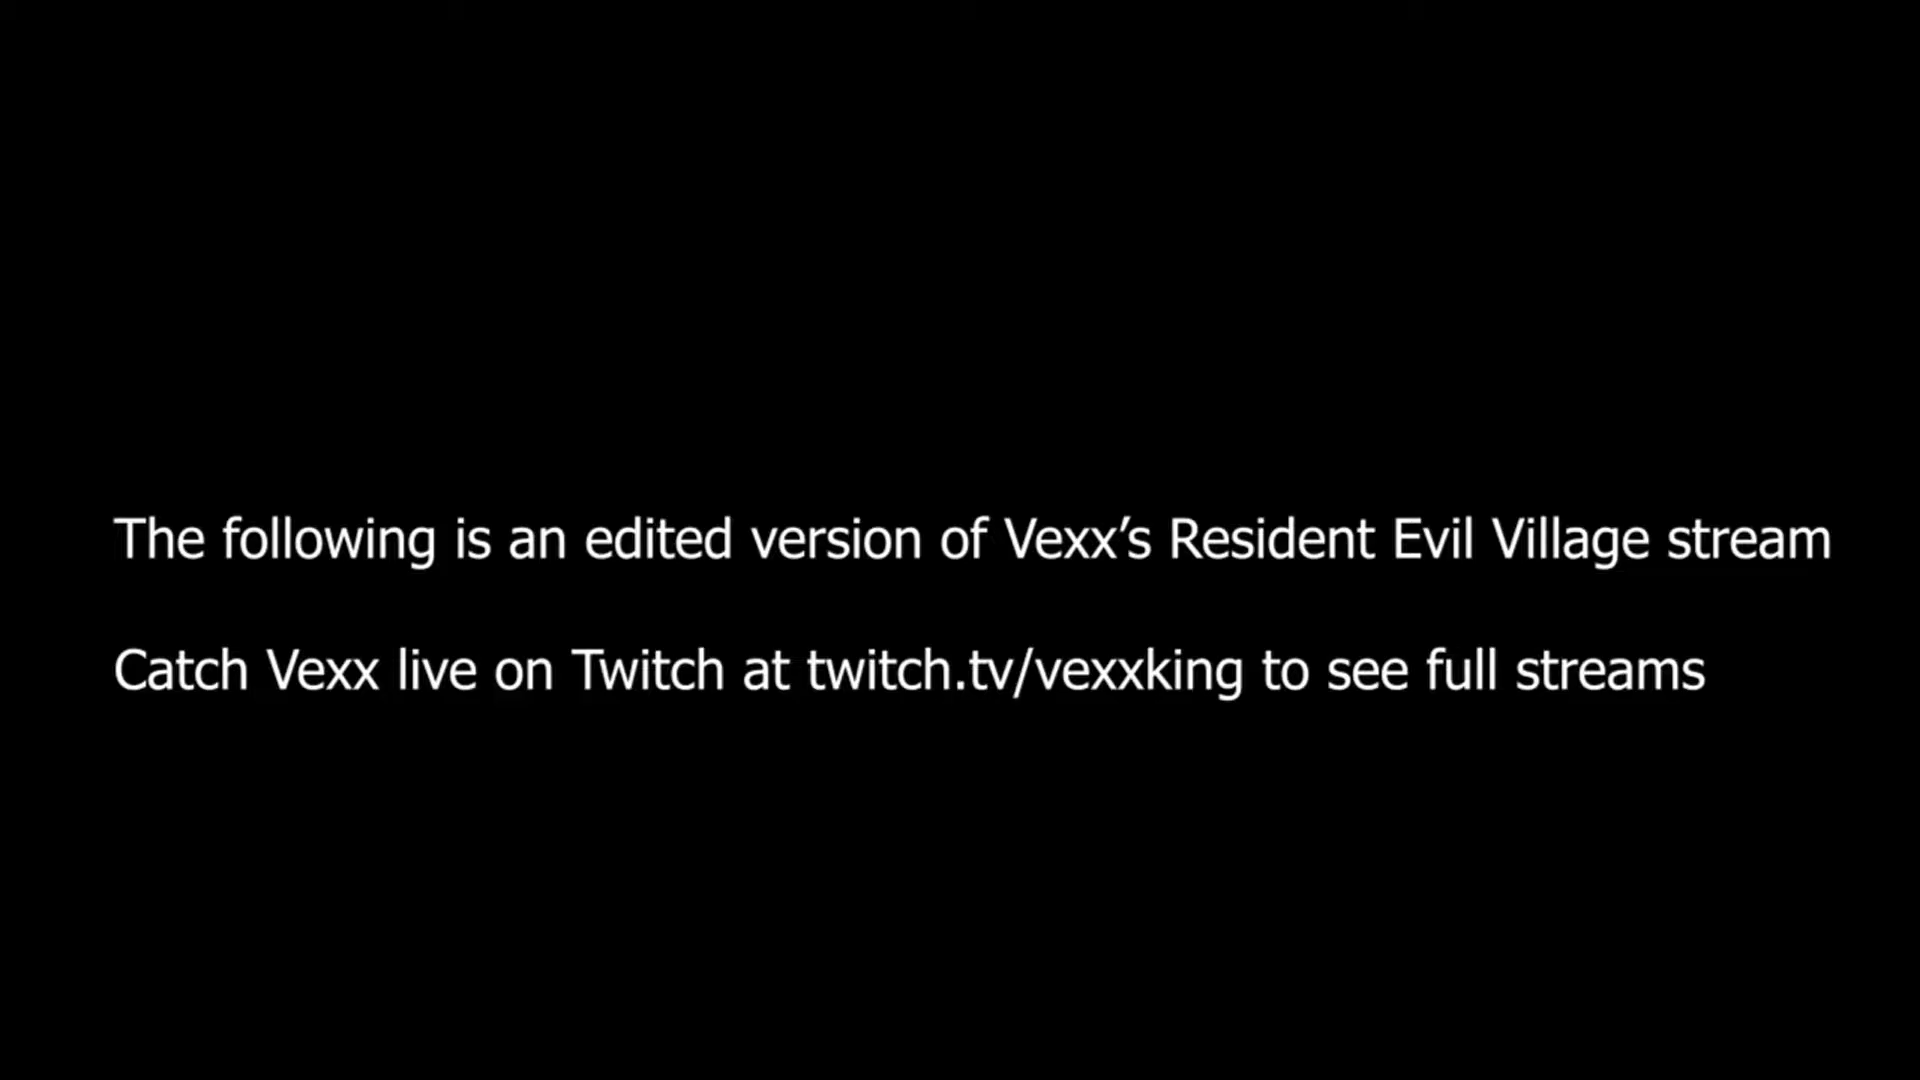 The following is an edited version of Vexx’s Resident Evil Village stream
Catch Vexx live on Twitch at twitch.tv/vexxking to see full streams